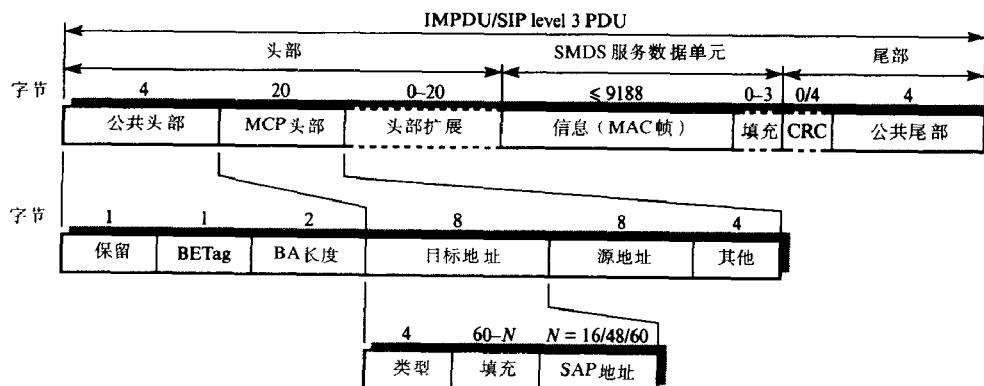 IMPDU/SIP level 3 PDU
头部 SMDS 服务数据单元 尾部
字节 4 20 0–20 ≤9188 0–3 0/4 4
公共头部 MCP 头部 头部扩展 信息（MAC 帧） 填充 CRC 公共尾部
字节 1 1 2 8 8 4
保留 BETag BA 长度 目标地址 源地址 其他
4 60–N N = 16/48/60
类型 填充 SAP 地址